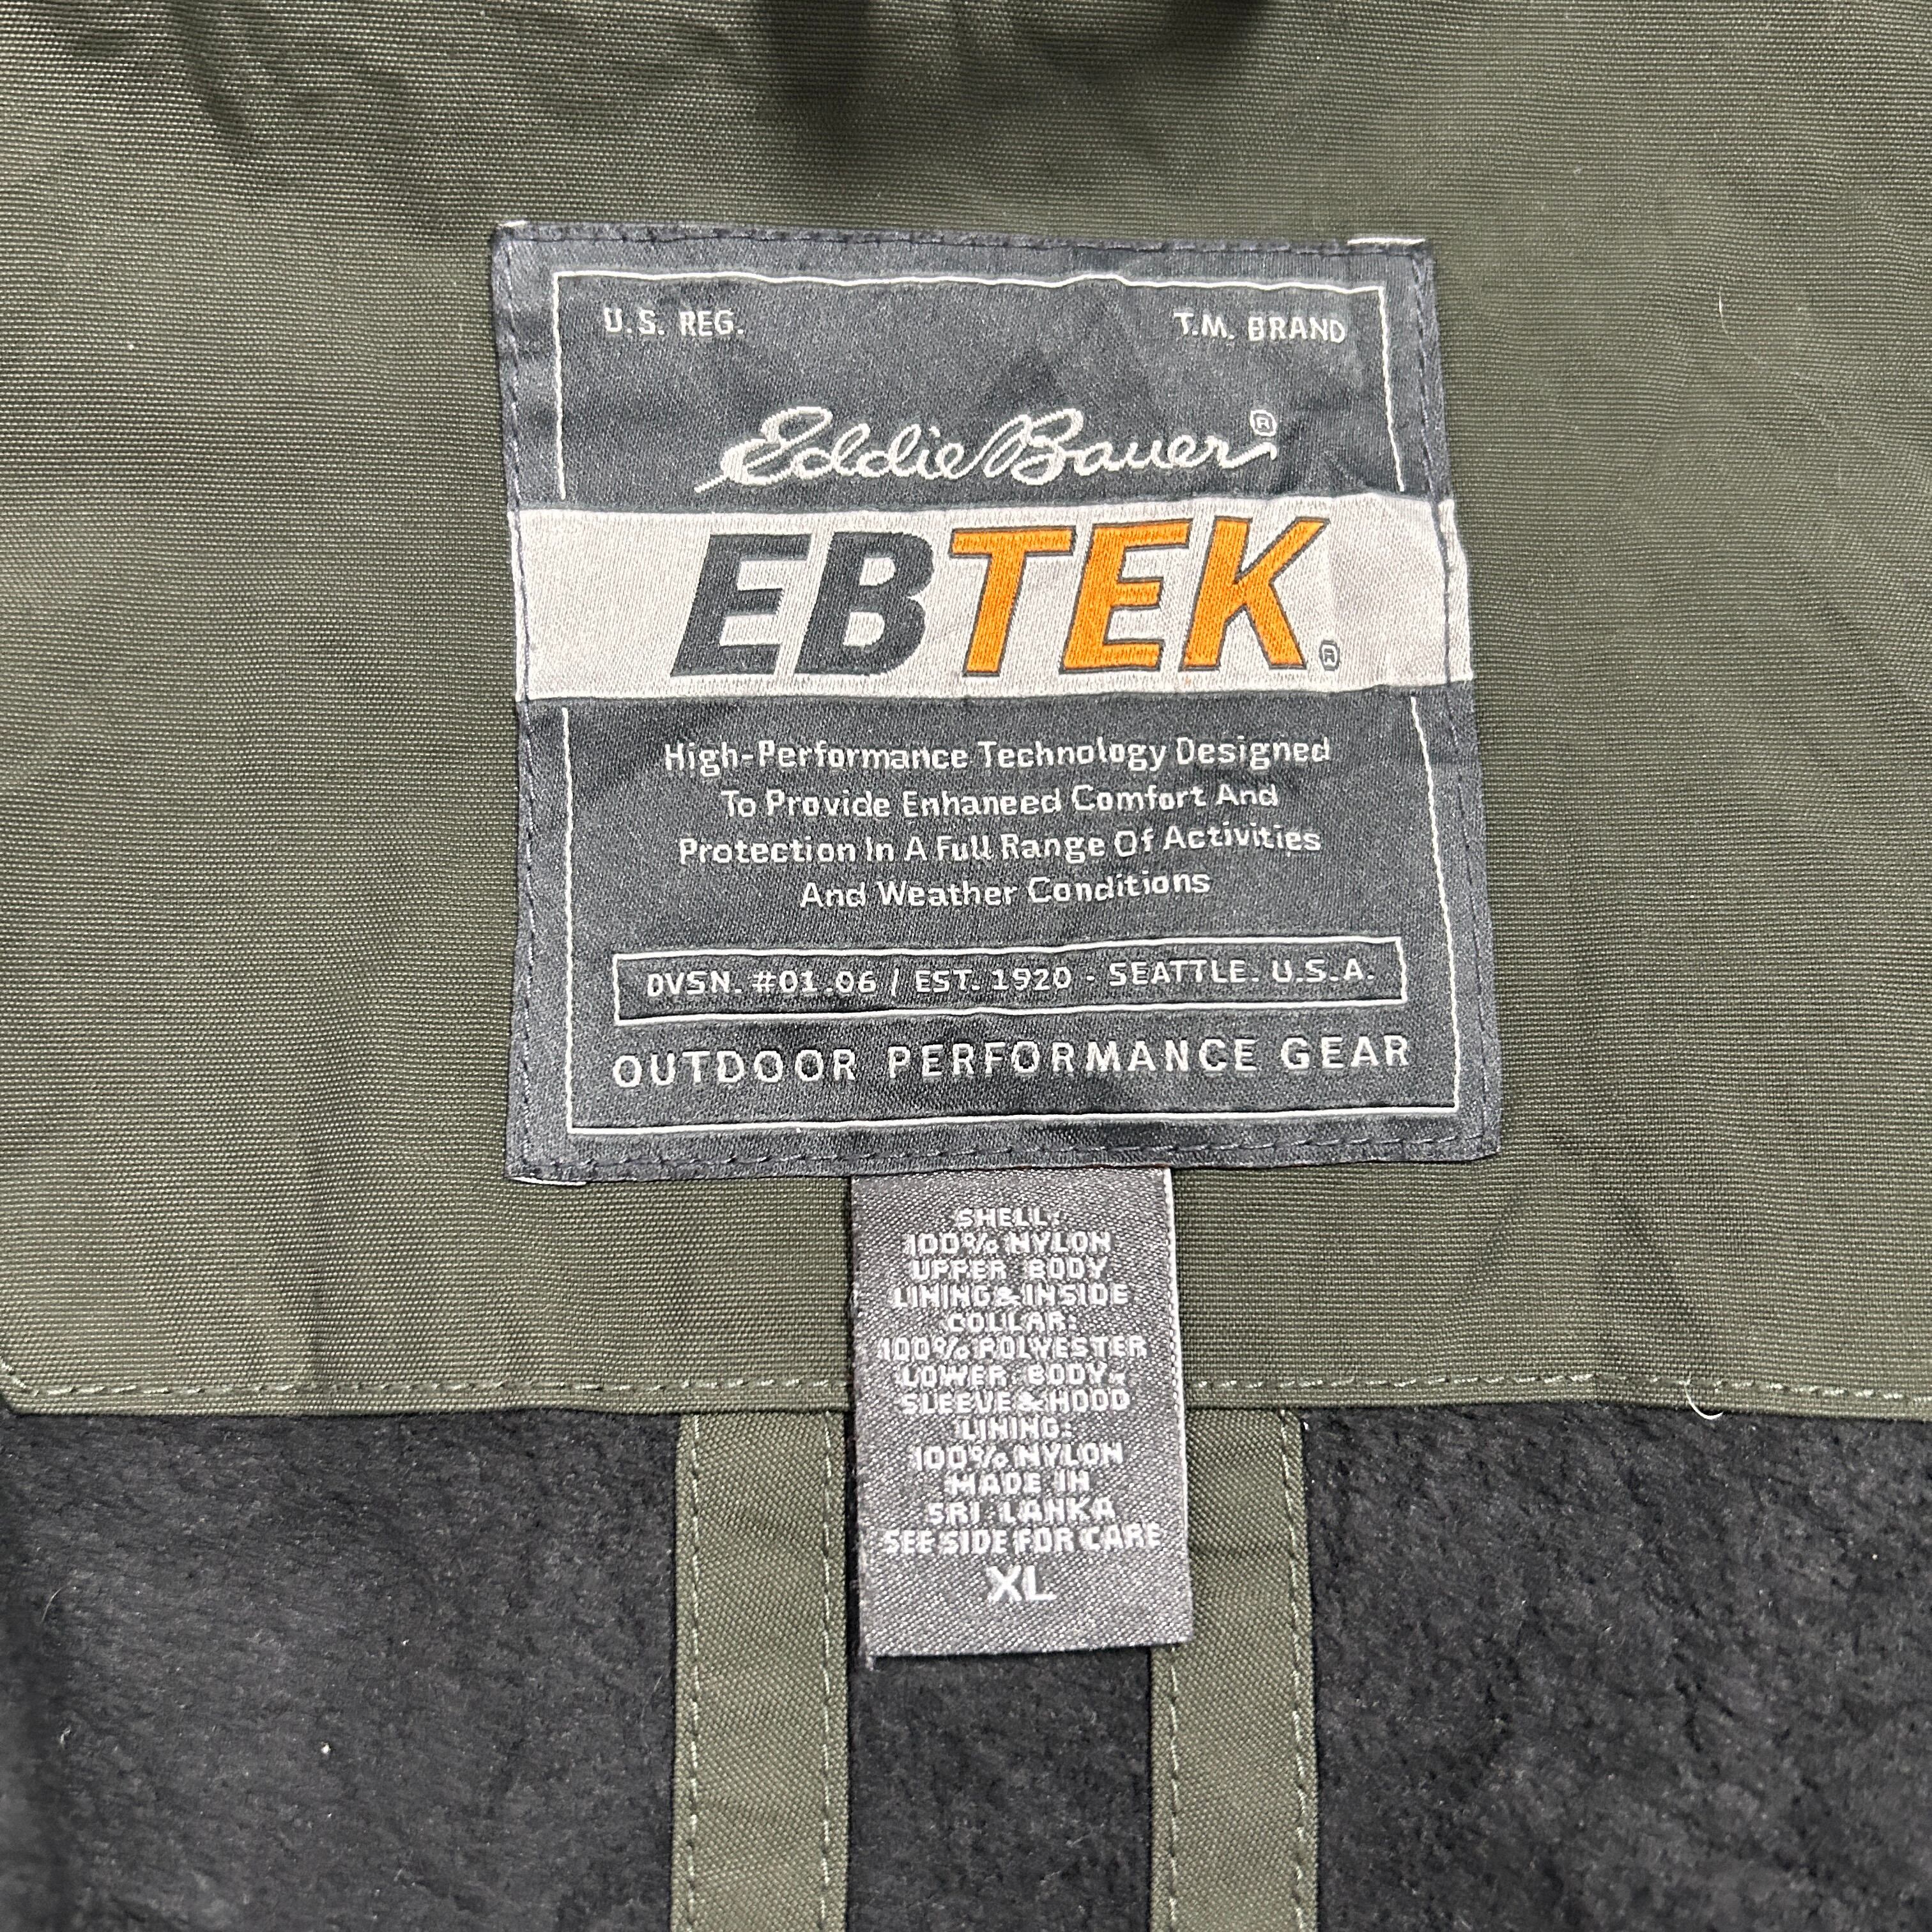 U.S. REG. T.M. BRAND
Eddie Bauer®
EBTEK®
High-Performance Technology Designed
To Provide Enhanced Comfort And
Protection In A Full Range Of Activities
And Weather Conditions
DVSN. #01.06 / EST. 1920 - SEATTLE. U.S.A.
OUTDOOR PERFORMANCE GEAR
SHELL:
100% NYLON
UPPER BODY
LINING & INSIDE
COLLAR:
100% POLYESTER
LOWER BODY,
SLEEVE & HOOD
LINING:
100% NYLON
MADE IN
SRI LANKA
SEE SIDE FOR CARE
XL